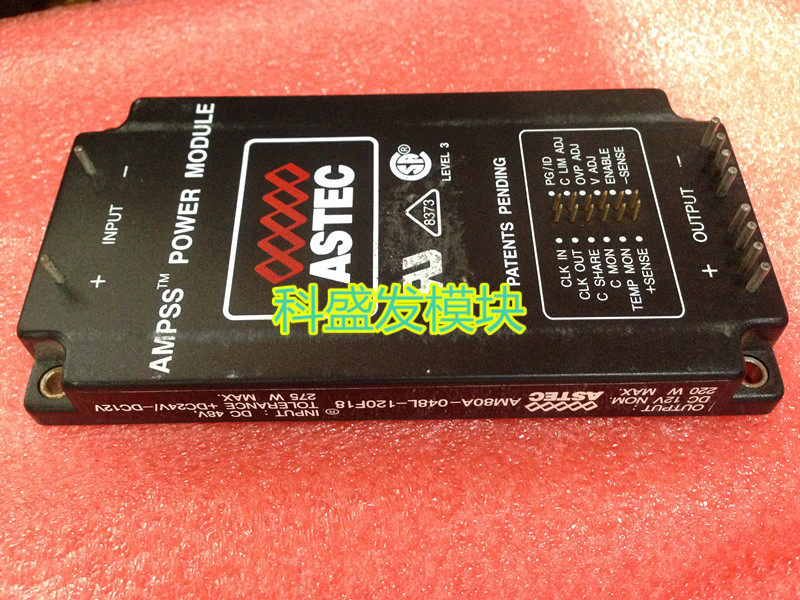 AMPSS™ POWER MODULE
INPUT
−
+
ASTEC
SA
®
LEVEL 3
8373
PATENTS PENDING
CLK IN • • PG/ID
CLK OUT • • C LIM ADJ
C SHARE • • OVP ADJ
C MON • • V ADJ
TEMP MON • • ENABLE
+SENSE • • −SENSE
OUTPUT
−
+
科盛发模块
INPUT : DC 48V.
TOLERANCE +DC24V/−DC12V
275 W MAX.
®
AM80A−048L−120F18
ASTEC
OUTPUT :
DC 12V NOM.
220 W MAX.